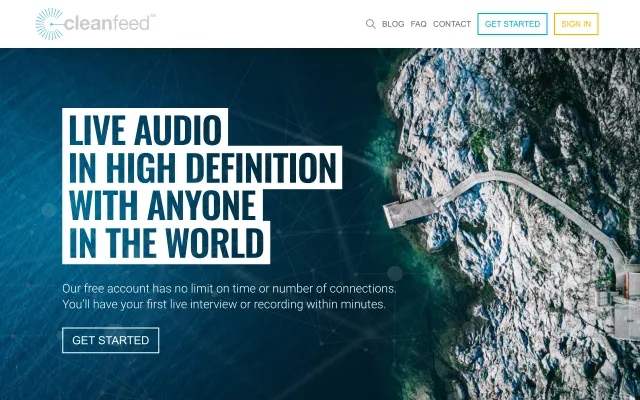 cleanfeed™
BLOG FAQ CONTACT GET STARTED SIGN IN
LIVE AUDIO
IN HIGH DEFINITION
WITH ANYONE
IN THE WORLD
Our free account has no limit on time or number of connections.
You'll have your first live interview or recording within minutes.
GET STARTED